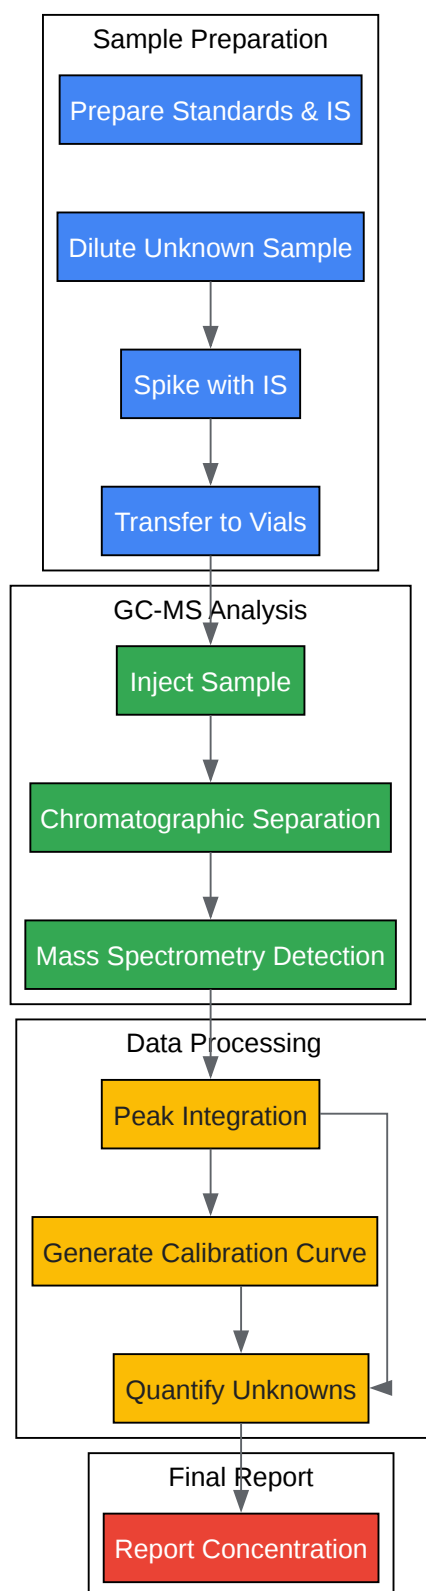 Sample Preparation
Prepare Standards & IS
Dilute Unknown Sample
Spike with IS
Transfer to Vials
GC-MS Analysis
Inject Sample
Chromatographic Separation
Mass Spectrometry Detection
Data Processing
Peak Integration
Generate Calibration Curve
Quantify Unknowns
Final Report
Report Concentration